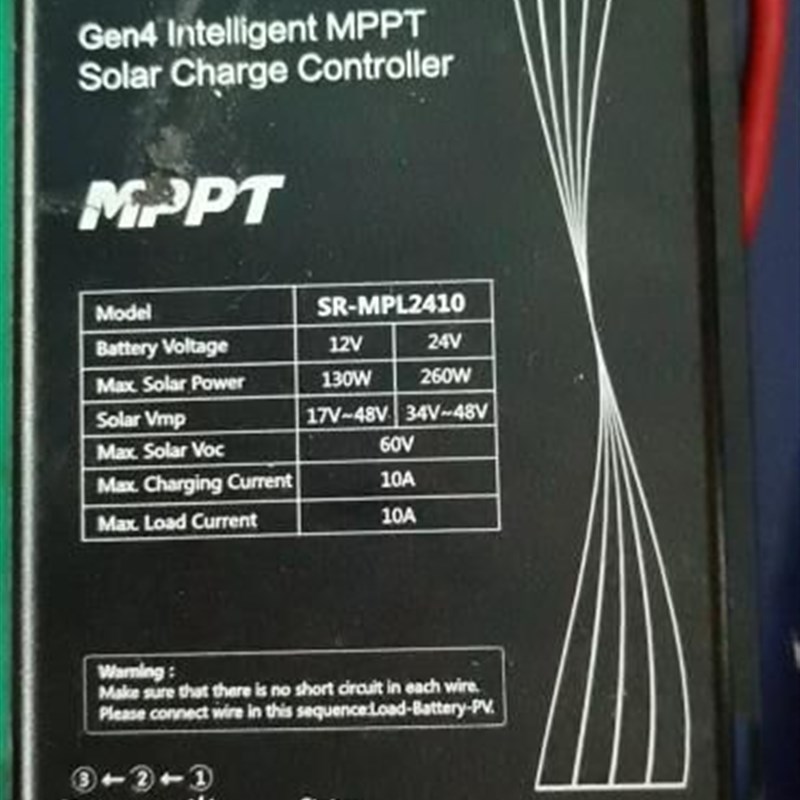 Gen4 Intelligent MPPT
Solar Charge Controller
MPPT
Model SR-MPL2410
Battery Voltage 12V 24V
Max. Solar Power 130W 260W
Solar Vmp 17V~48V 34V~48V
Max. Solar Voc 60V
Max. Charging Current 10A
Max. Load Current 10A
Warning :
Make sure that there is no short circuit in each wire.
Please connect wire in this sequence:Load-Battery-PV.
③←②←①